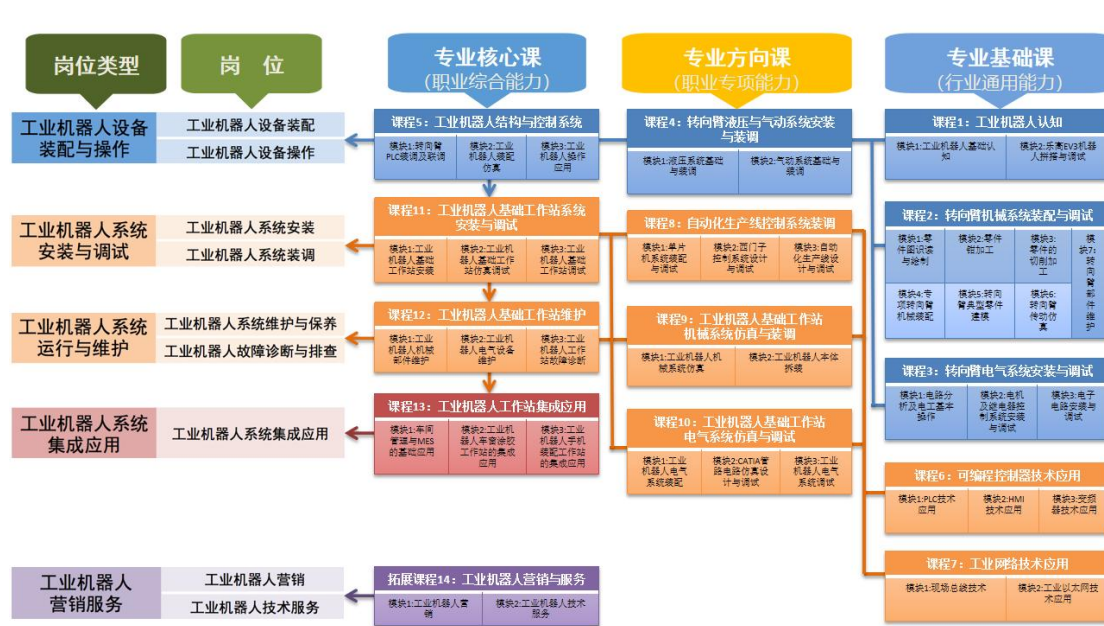 岗位类型
岗 位
专业核心课
(职业综合能力)
专业方向课
(职业专项能力)
专业基础课
(行业通用能力)
工业机器人设备
装配与操作
工业机器人设备装配
工业机器人设备操作
课程5：工业机器人结构与控制系统
模块1:转向臂
PLC装调及联调
模块2:工业
机器人装配
仿真
模块3:工业
机器人操作
应用
课程4：转向臂液压与气动系统安装
与装调
模块1:液压系统基础
与装调
模块2:气动系统基础与
装调
课程1：工业机器人认知
模块1:工业机器人基础认
知
模块2:乐高EV3机器
人拼搭与调试
课程2：转向臂机械系统装配与调试
模块1:零
件图识读
与绘制
模块2:零件
钳加工
模块3:
零件的
切削加
工
模
块7:
转
向
臂
部
件
维
护
模块4:专
项转向臂
机械装配
模块5:转向
臂典型零件
建模
模块6:
转向臂
传动仿
真
课程3：转向臂电气系统安装与调试
模块1:电路分
析及电工基本
操作
模块2:电机
及继电器控
制系统安装
与调试
模块3:电子
电路安装与
调试
工业机器人系统
安装与调试
工业机器人系统安装
工业机器人系统装调
课程11：工业机器人基础工作站系统
安装与调试
模块1:工业
机器人基础
工作站安装
模块2:工业机
器人基础工作
站仿真调试
模块3:工业
机器人基础
工作站调试
课程8：自动化生产线控制系统装调
模块1:单片
机系统装配
与调试
模块2:西门子
控制系统设计
与调试
模块3:自动
化生产线设
计与调试
工业机器人系统
运行与维护
工业机器人系统维护与保养
工业机器人故障诊断与排查
课程12：工业机器人基础工作站维护
模块1:工业
机器人机械
部件维护
模块2:工业机
器人电气设备
维护
模块3:工业
机器人工作
站故障诊断
课程9：工业机器人基础工作站
机械系统仿真与装调
模块1:工业机器人机
械系统仿真
模块2:工业机器人本体
拆装
工业机器人系统
集成应用
工业机器人系统集成应用
课程13：工业机器人工作站集成应用
模块1:车间
管理与MES
的基础应用
模块2:工业机
器人车窗涂胶
工作站的集成
应用
模块3:工业
机器人手机
装配工作站
的集成应用
课程10：工业机器人基础工作站
电气系统仿真与调试
模块1:工业
机器人电气
系统装配
模块2:CATIA管
路电路仿真设
计与调试
模块3:工业
机器人电气
系统调试
课程6：可编程控制器技术应用
模块1:PLC技术
应用
模块2:HMI
技术应用
模块3:变频
器技术应用
课程7：工业网络技术应用
模块1:现场总线技术
模块2:工业以太网技
术应用
工业机器人
营销服务
工业机器人营销
工业机器人技术服务
拓展课程14：工业机器人营销与服务
模块1:工业机器人营
销
模块2:工业机器人技术
服务